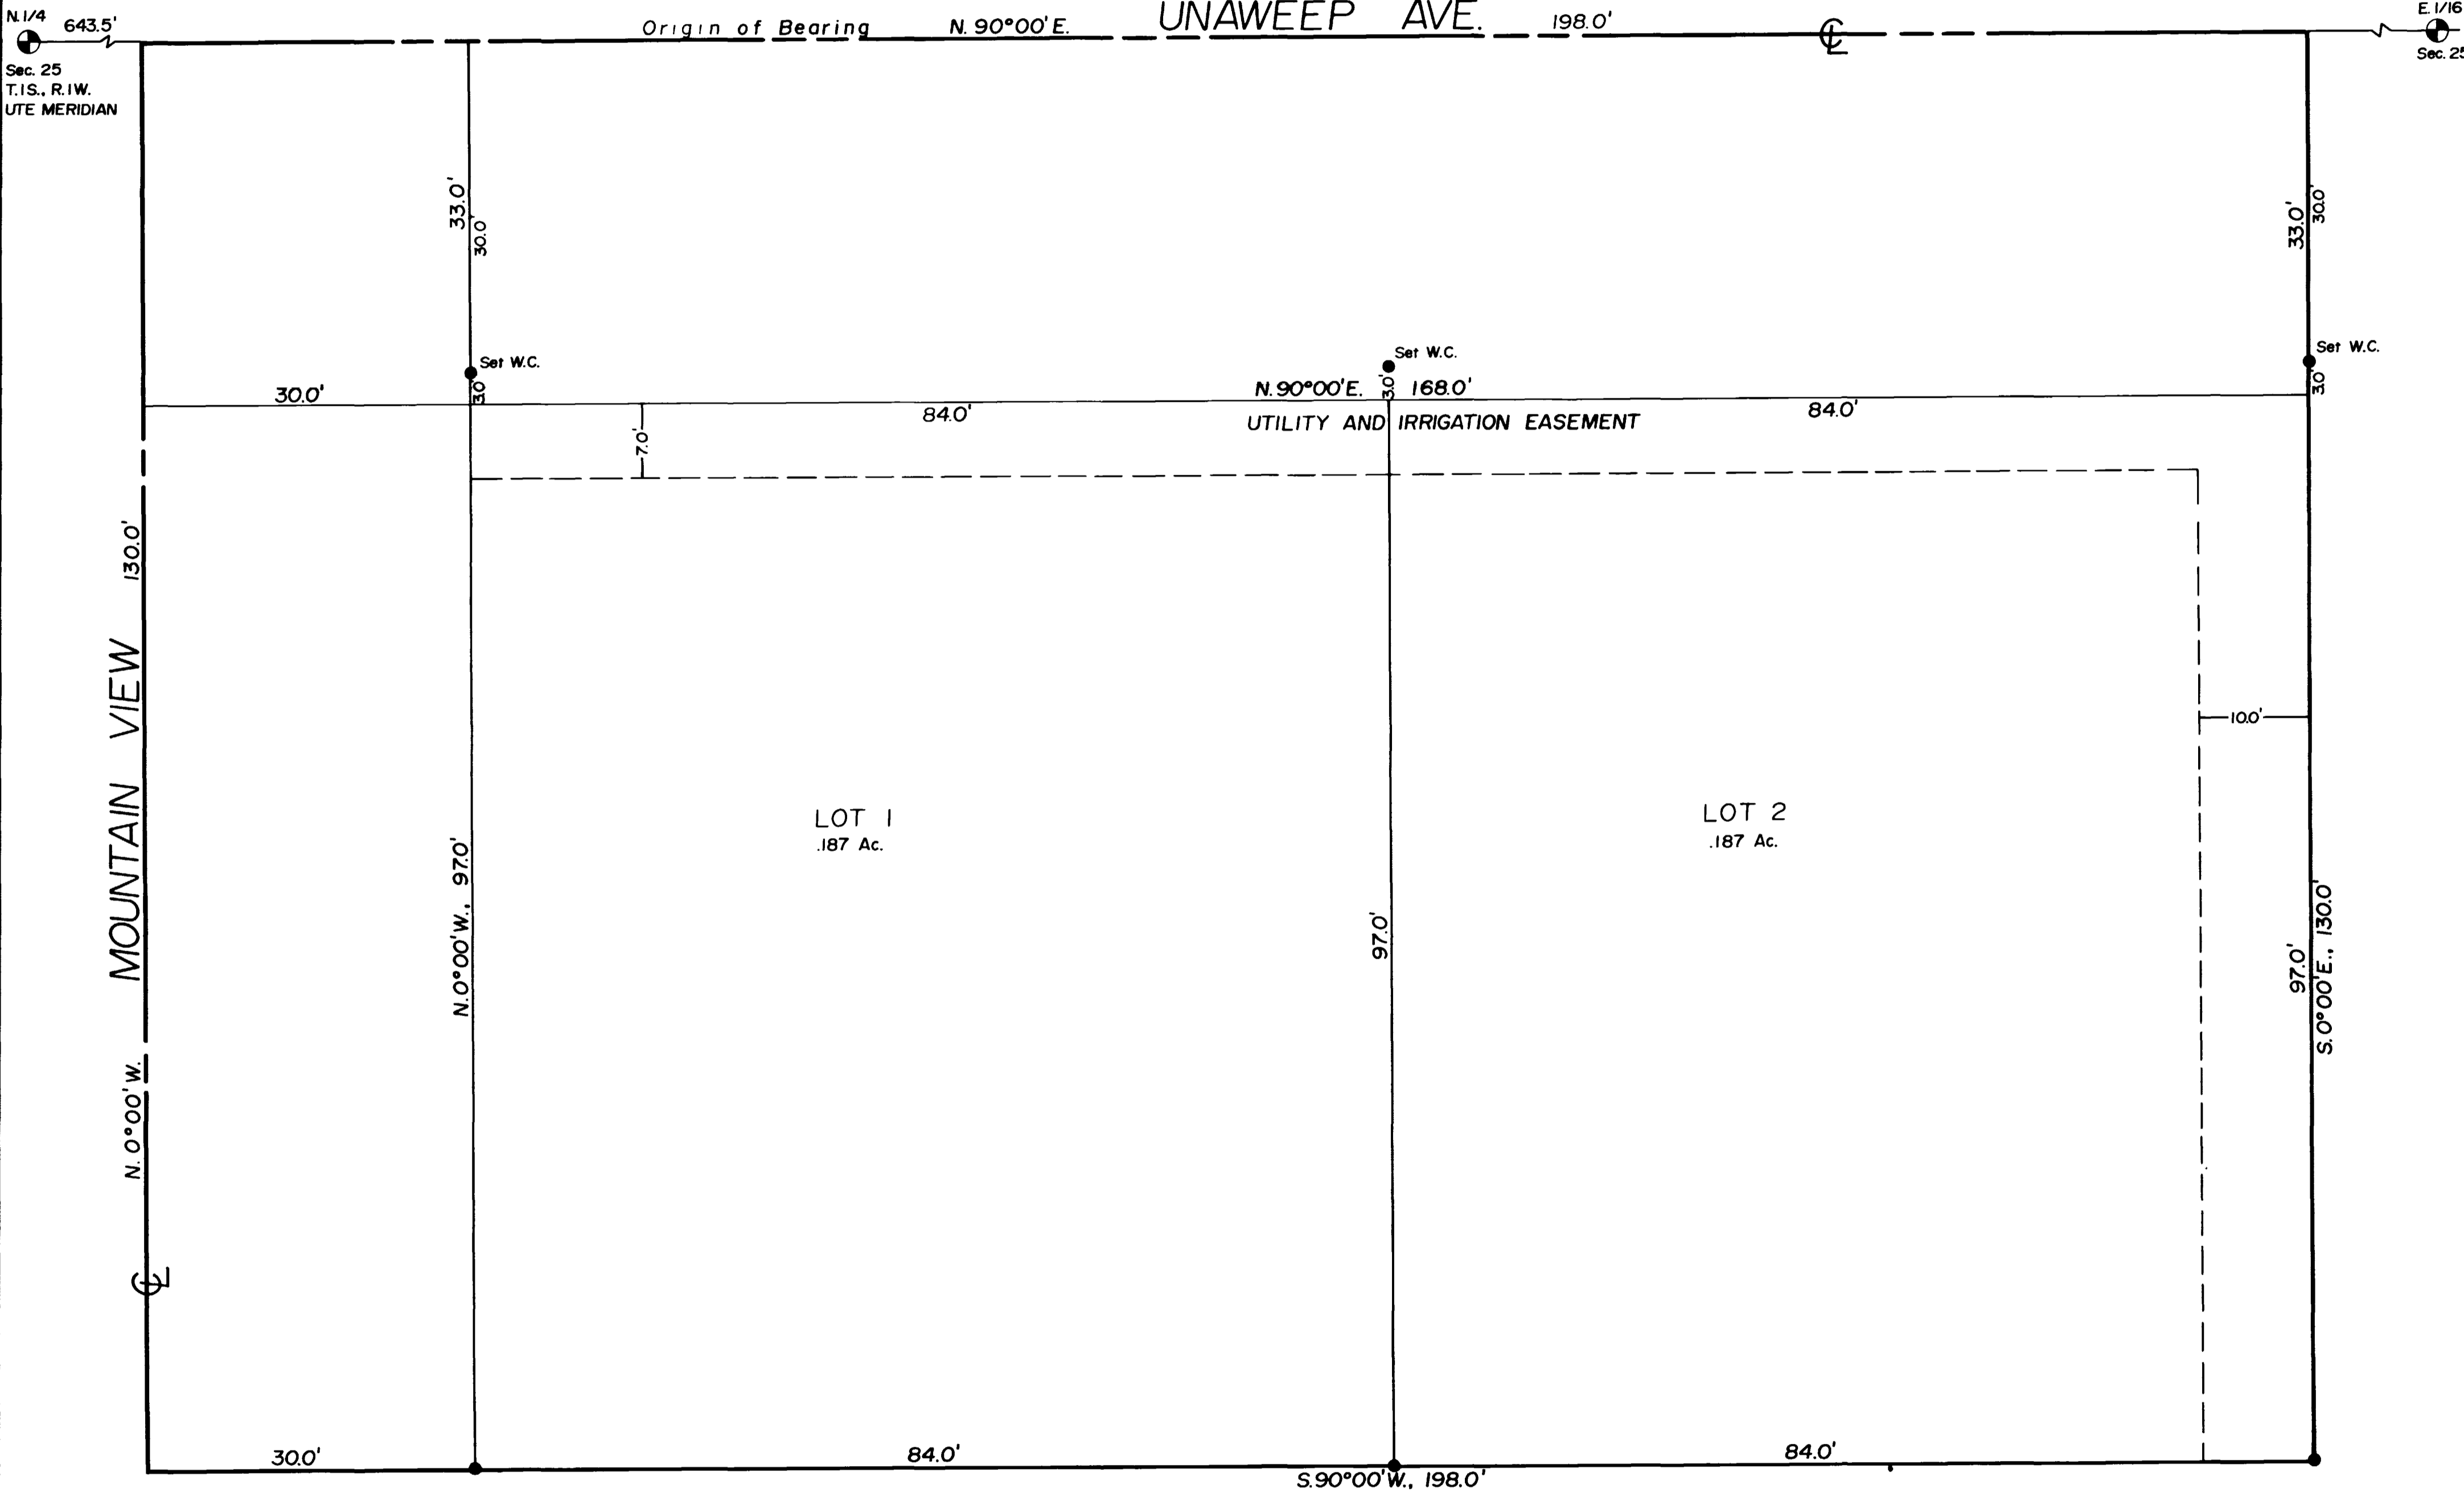 N.1/4
643.5'
Origin of Bearing N.90°00'E. UNAWEEP AVE. 198.0'
℄
E.1/16
Sec. 25
T.1S., R.1W.
UTE MERIDIAN
Sec. 25
33.0'
30.0'
33.0'
30.0'
Set W.C.
Set W.C.
Set W.C.
30.0'
3.0'
N.90°00'E. 3.0' 168.0'
3.0'
84.0'
84.0'
UTILITY AND IRRIGATION EASEMENT
7.0'
MOUNTAIN VIEW 130.0'
N.0°00'W.
℄
10.0'
LOT 1
.187 Ac.
LOT 2
.187 Ac.
N.0°00'W., 97.0'
97.0'
97.0'
S.0°00'E., 130.0'
30.0'
84.0'
84.0'
S.90°00'W., 198.0'